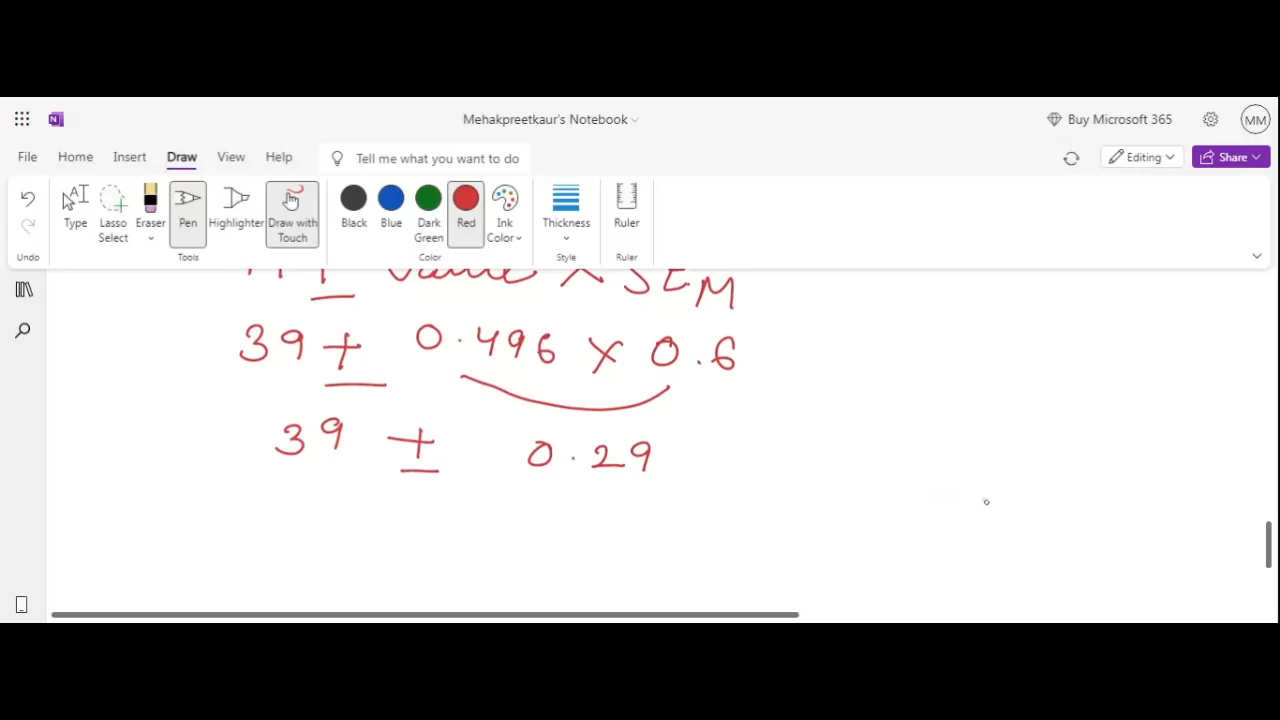 Mehakpreetkaur's Notebook
Buy Microsoft 365
MM
File Home Insert Draw View Help
Tell me what you want to do
Editing
Share
Type
Lasso Select
Eraser
Pen
Highlighter
Draw with Touch
Black
Blue
Dark Green
Red
Ink Color
Thickness
Ruler
Undo
Tools
Color
Style
Ruler
± value × SEM
39 ± 0.496 × 0.6
39 ± 0.29